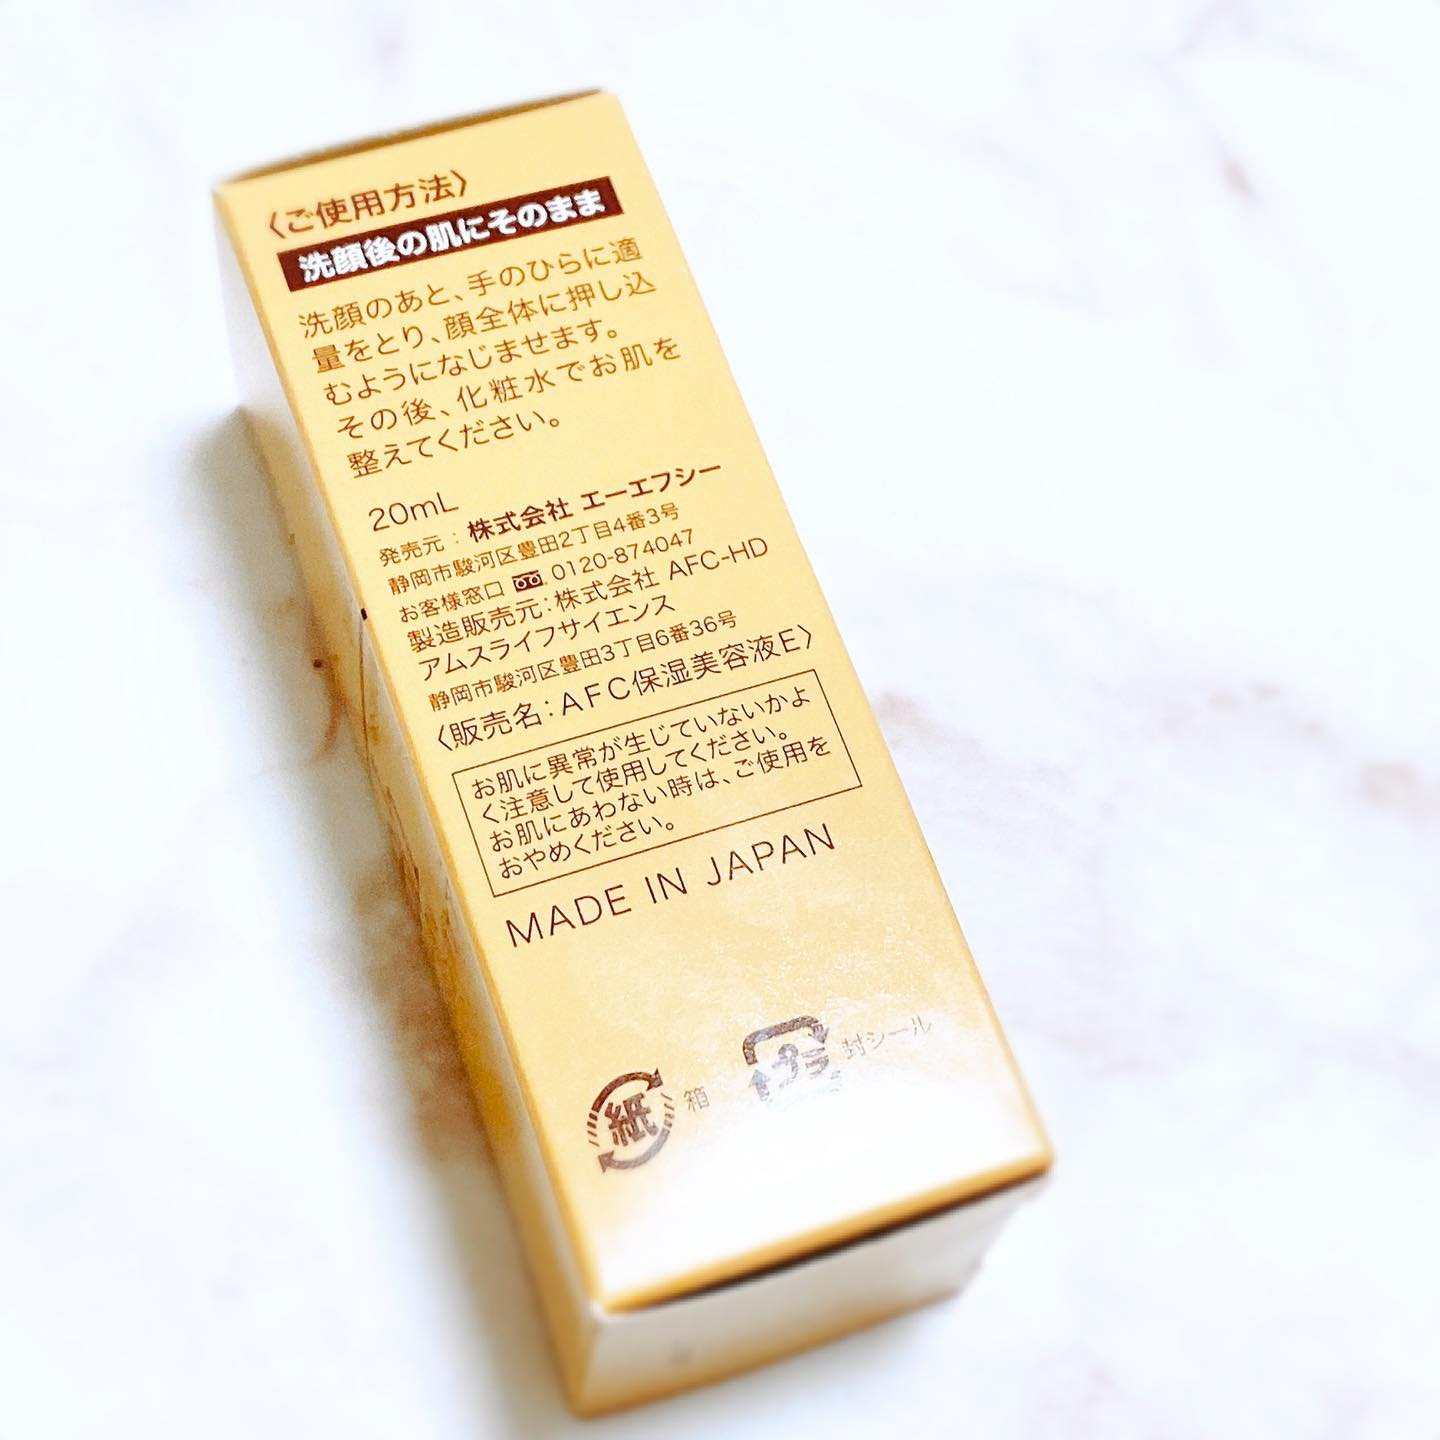 〈ご使用方法〉
洗顔後の肌にそのまま
洗顔のあと、手のひらに適
量をとり、顔全体に押し込
むようになじませます。
その後、化粧水でお肌を
整えてください。
20mL
発売元：株式会社 エーエフシー
静岡市駿河区豊田2丁目4番3号
お客様窓口 0120-874047
製造販売元：株式会社 AFC-HD
アムスライフサイエンス
静岡市駿河区豊田3丁目6番36号
〈販売名：AFC保湿美容液E〉
お肌に異常が生じていないかよ
く注意して使用してください。
お肌にあわない時は、ご使用を
おやめください。
MADE IN JAPAN
プラ 封シール
紙 箱